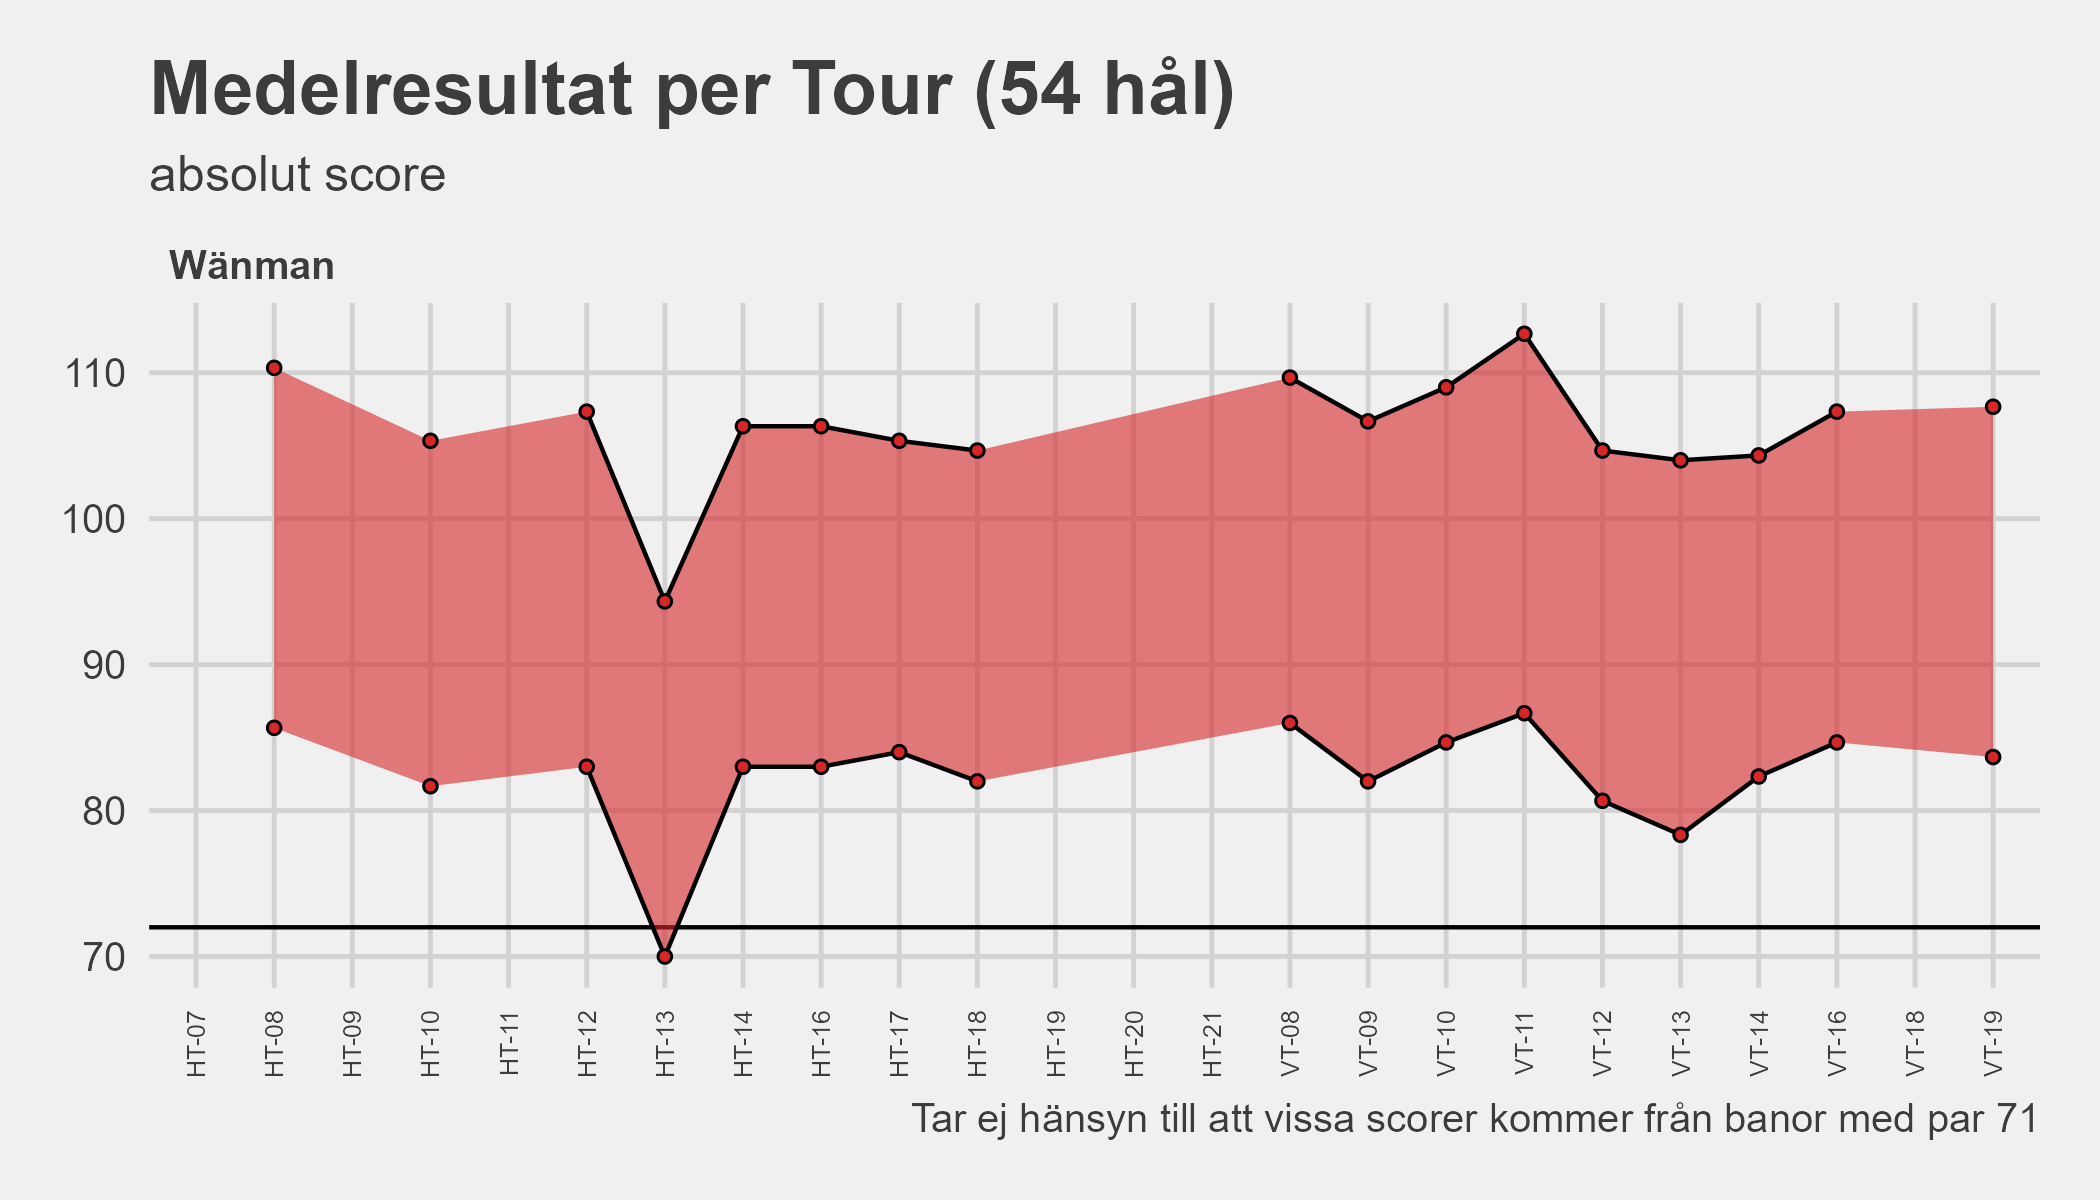 Medelresultat per Tour (54 hål)
absolut score
Wänman
110
100
90
80
70
HT-07
HT-08
HT-09
HT-10
HT-11
HT-12
HT-13
HT-14
HT-16
HT-17
HT-18
HT-19
HT-20
HT-21
VT-08
VT-09
VT-10
VT-11
VT-12
VT-13
VT-14
VT-16
VT-18
VT-19
Tar ej hänsyn till att vissa scorer kommer från banor med par 71